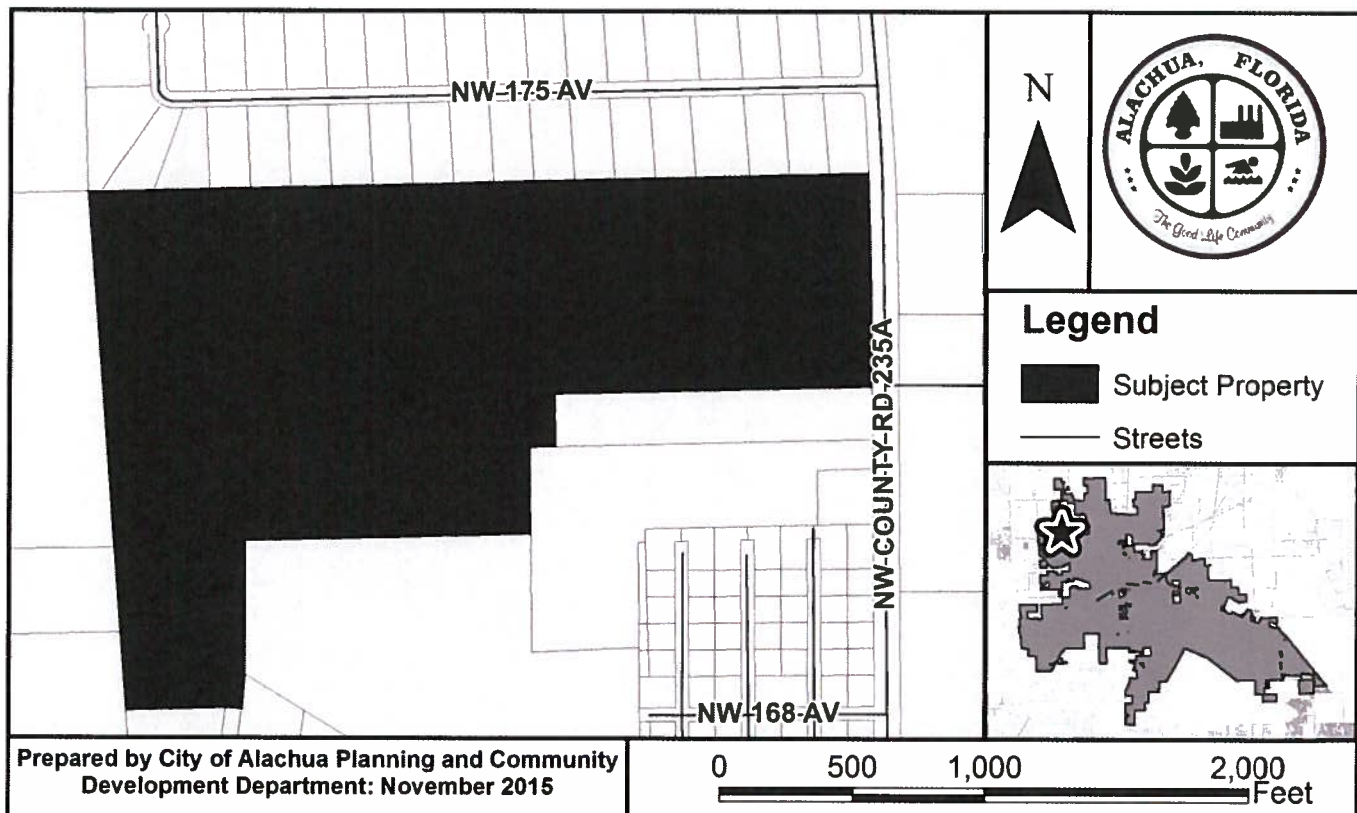 NW 175 AV
NW COUNTY RD 235A
NW 168 AV
N
ALACHUA, FLORIDA
The Good Life Community
Legend
Subject Property
Streets
Prepared by City of Alachua Planning and Community
Development Department: November 2015
0 500 1,000 2,000
Feet